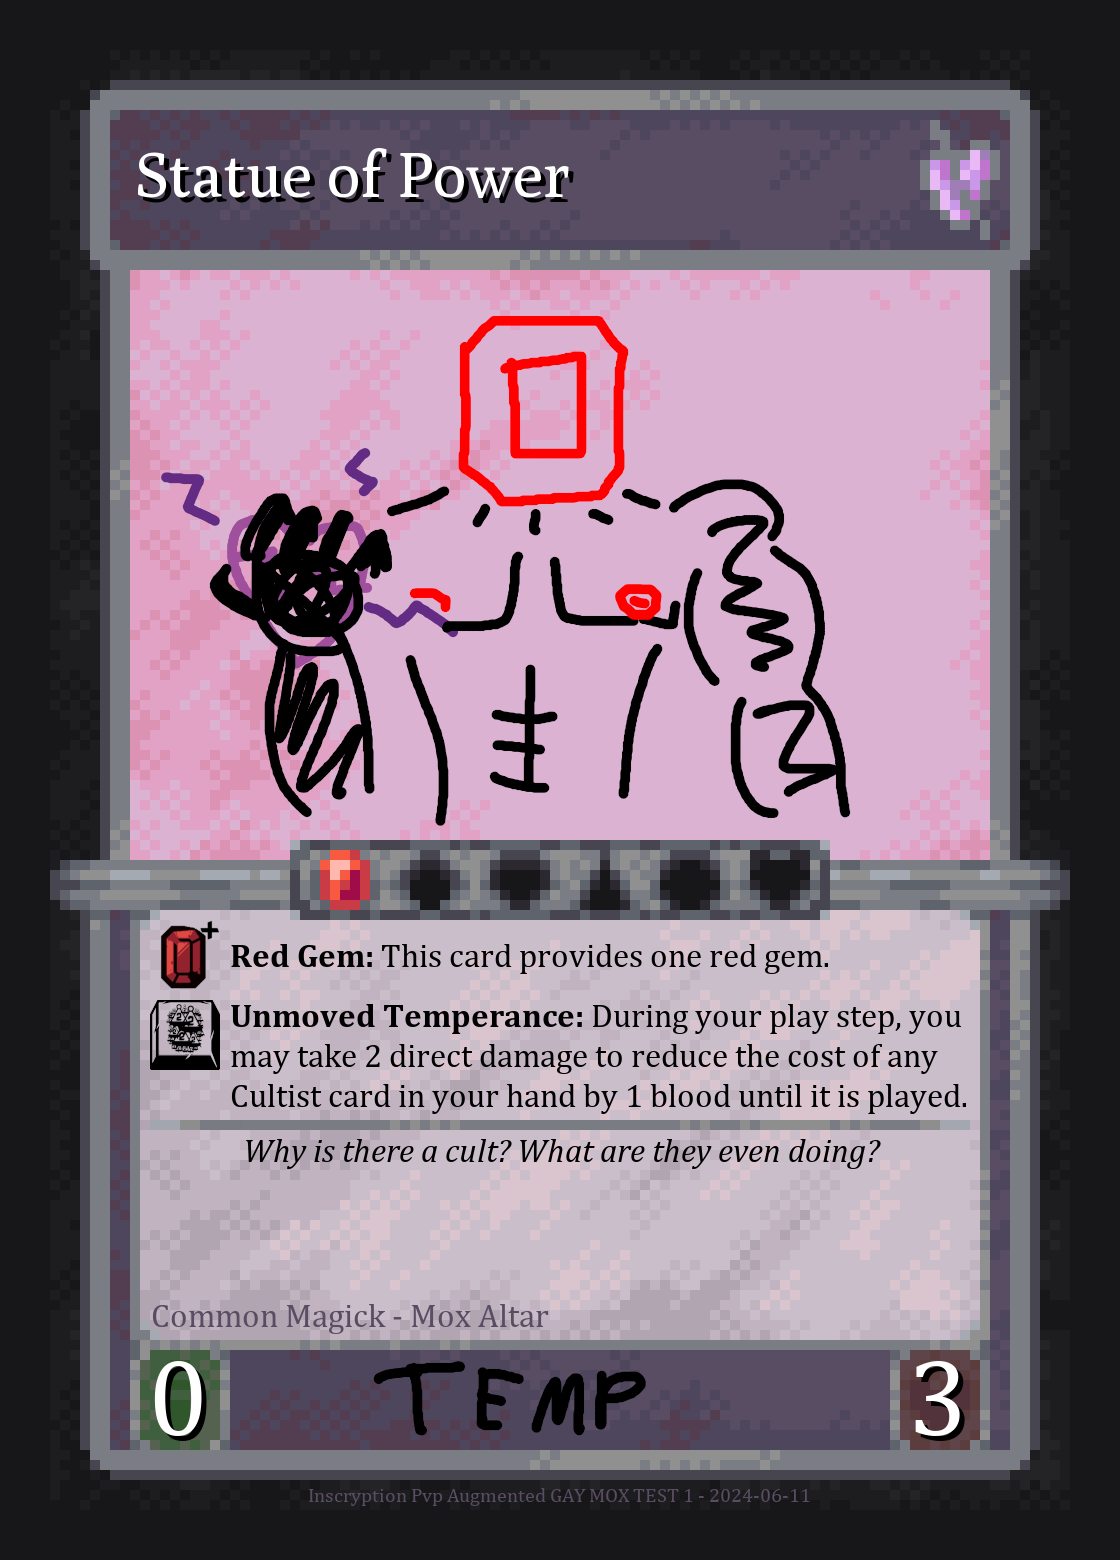 Statue of Power
Red Gem: This card provides one red gem.
Unmoved Temperance: During your play step, you
may take 2 direct damage to reduce the cost of any
Cultist card in your hand by 1 blood until it is played.
Why is there a cult? What are they even doing?
Common Magick - Mox Altar
0 TEMP 3
Inscryption Pvp Augmented GAY MOX TEST 1 - 2024-06-11